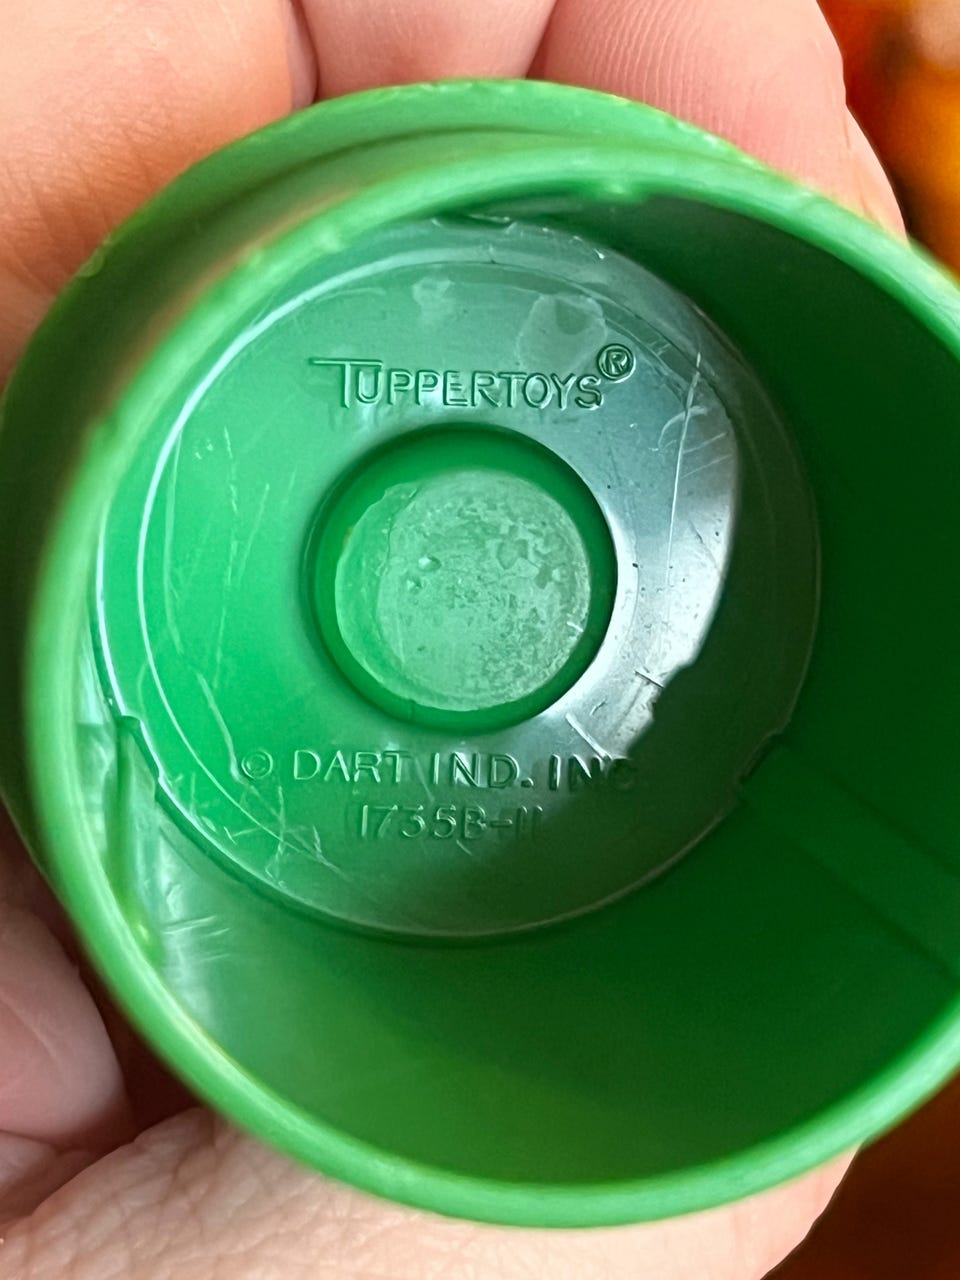 TUPPERTOYS®
© DART IND. INC
1735B-11